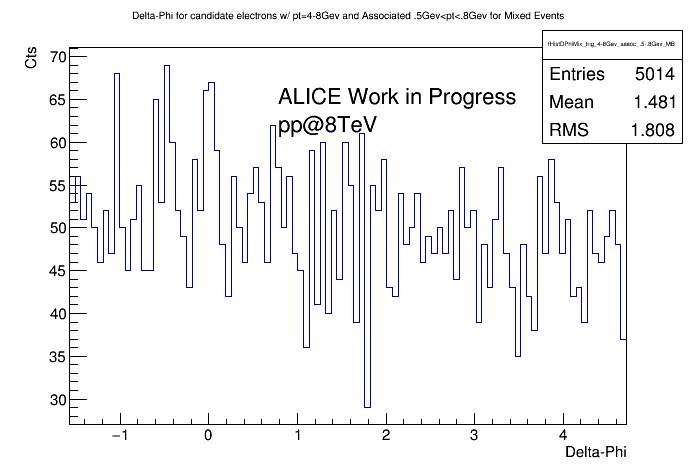 Delta-Phi for candidate electrons w/ pt=4-8Gev and Associated .5Gev<pt<.8Gev for Mixed Events
Cts
fHistDPhiMix_trig_4-8Gev_assoc_.5-.8Gev_MB
Entries 5014
Mean 1.481
RMS 1.808
ALICE Work in Progress
pp@8TeV
70
65
60
55
50
45
40
35
30
−1 0 1 2 3 4
Delta-Phi